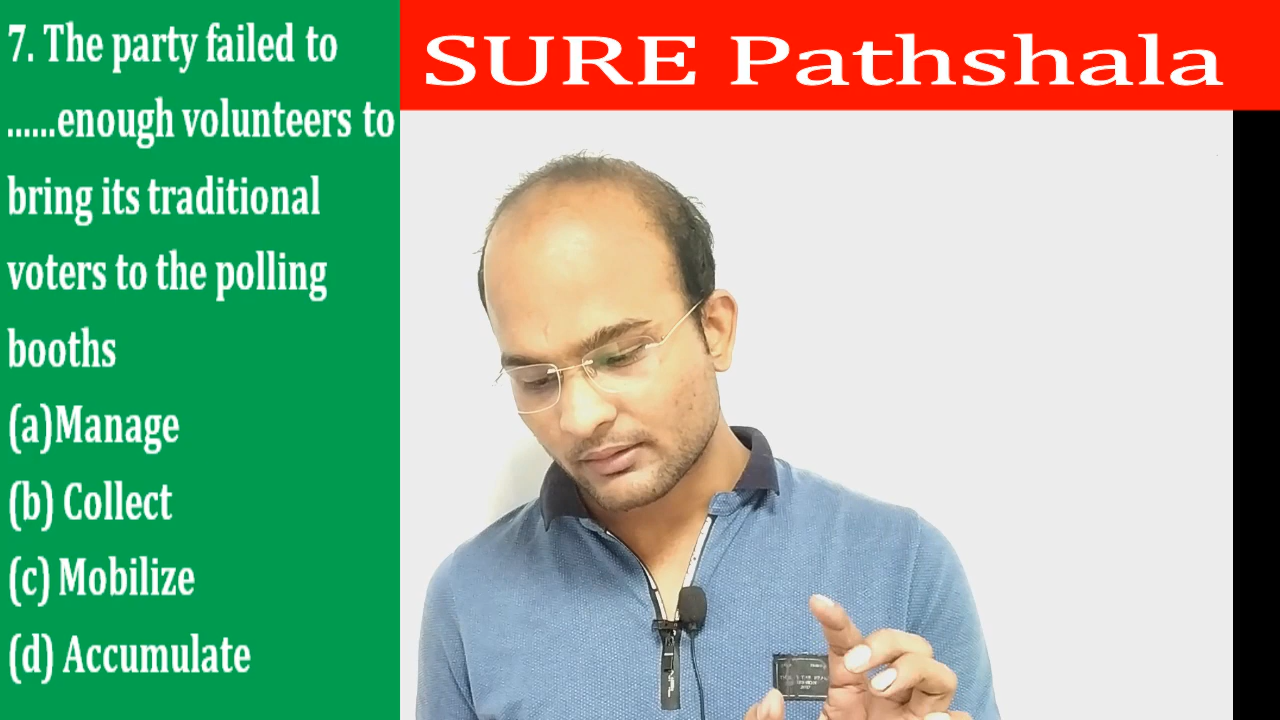 SURE Pathshala
7. The party failed to
......enough volunteers to
bring its traditional
voters to the polling
booths
(a)Manage
(b) Collect
(c) Mobilize
(d) Accumulate